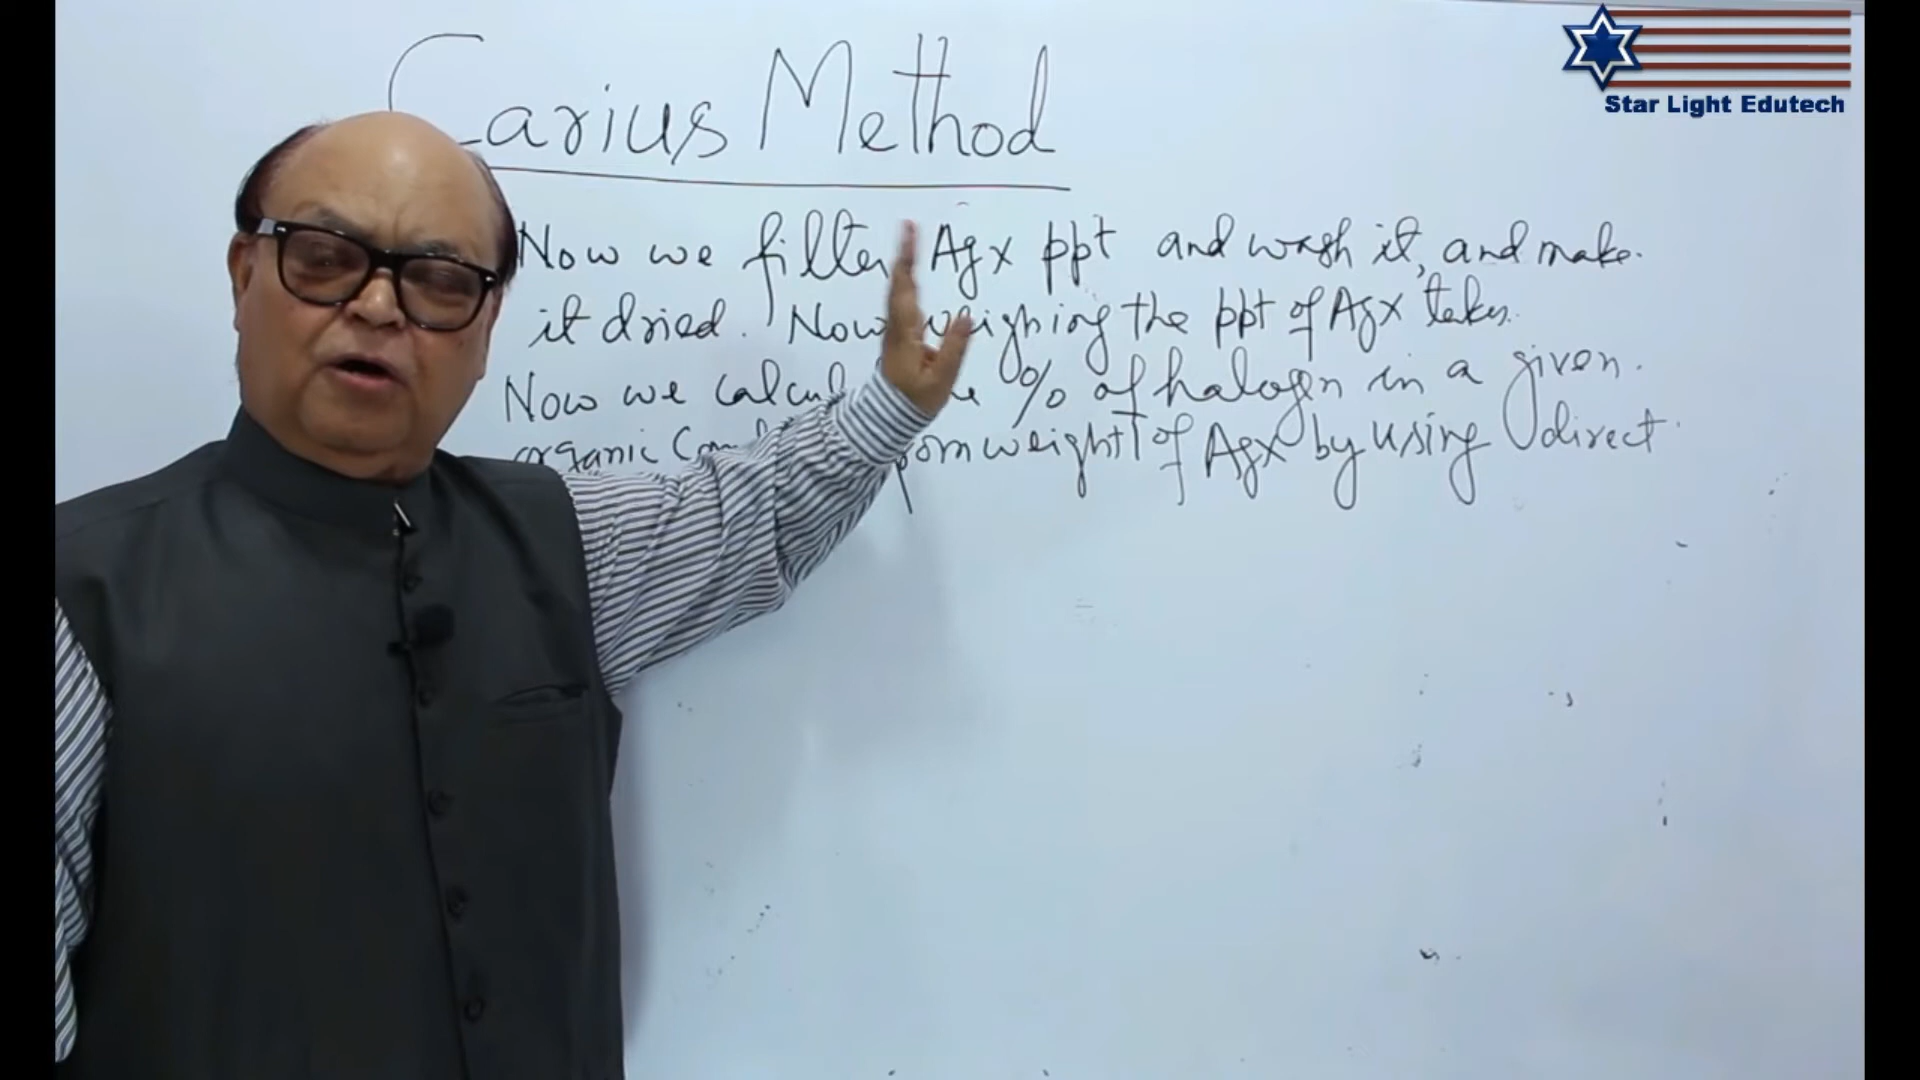 Carius Method
Star Light Edutech
Now we filter Agx ppt and wash it, and make.
it dried. Now weighing the ppt of Agx takes.
Now we % of halogen in a given.
organic weight of Agx by using direct